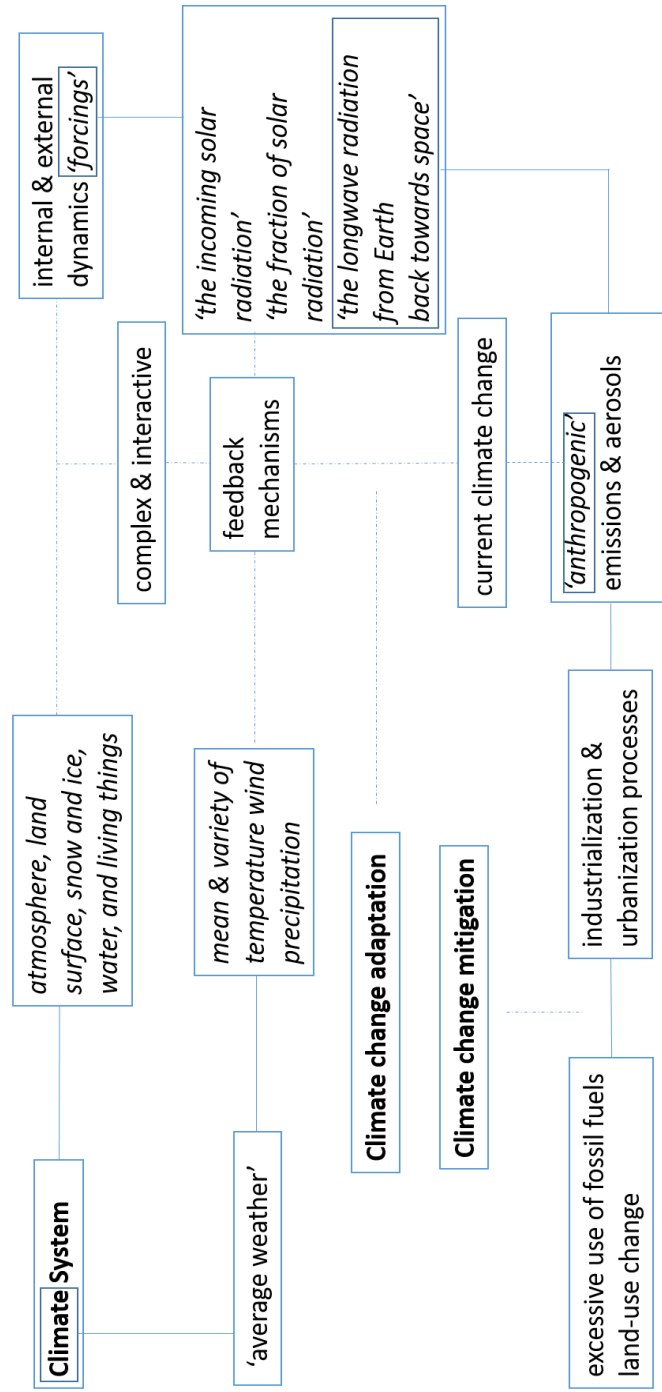 Climate System
atmosphere, land
surface, snow and ice,
water, and living things
internal & external
dynamics ‘forcings’
complex & interactive
‘average weather’
mean & variety of
temperature wind
precipitation
feedback
mechanisms
‘the incoming solar
radiation’
‘the fraction of solar
radiation’
‘the longwave radiation
from Earth
back towards space’
Climate change adaptation
Climate change mitigation
current climate change
excessive use of fossil fuels
land-use change
industrialization &
urbanization processes
‘anthropogenic’
emissions & aerosols